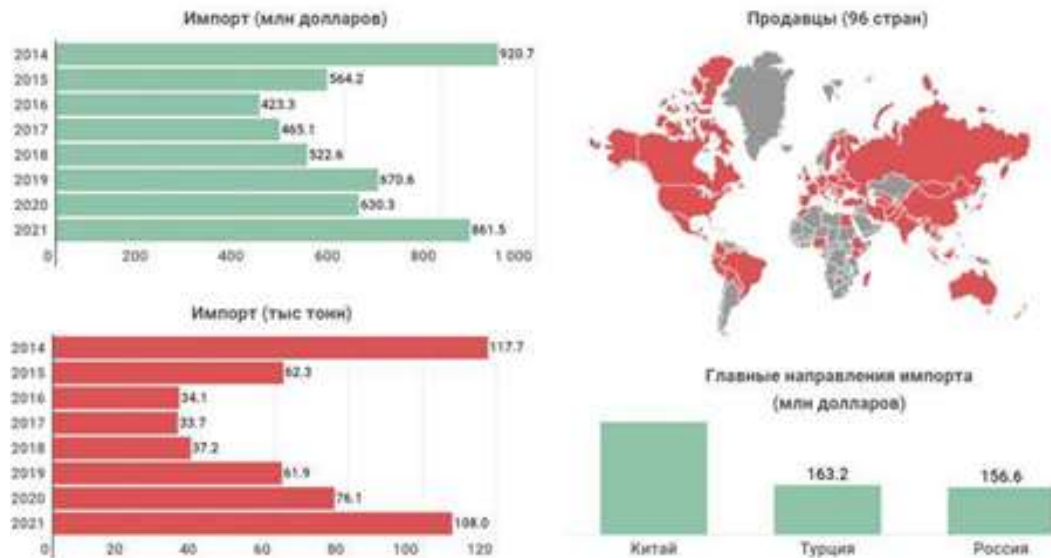 Импорт (млн долларов)
2014 920.7
2015 564.2
2016 423.3
2017 465.1
2018 522.6
2019 670.6
2020 630.3
2021 861.5
0 200 400 600 800 1 000
Импорт (тыс тонн)
2014 117.7
2015 62.3
2016 34.1
2017 33.7
2018 37.2
2019 61.9
2020 76.1
2021 108.0
0 20 40 60 80 100 120
Продавцы (96 стран)
Главные направления импорта
(млн долларов)
163.2 156.6
Китай Турция Россия